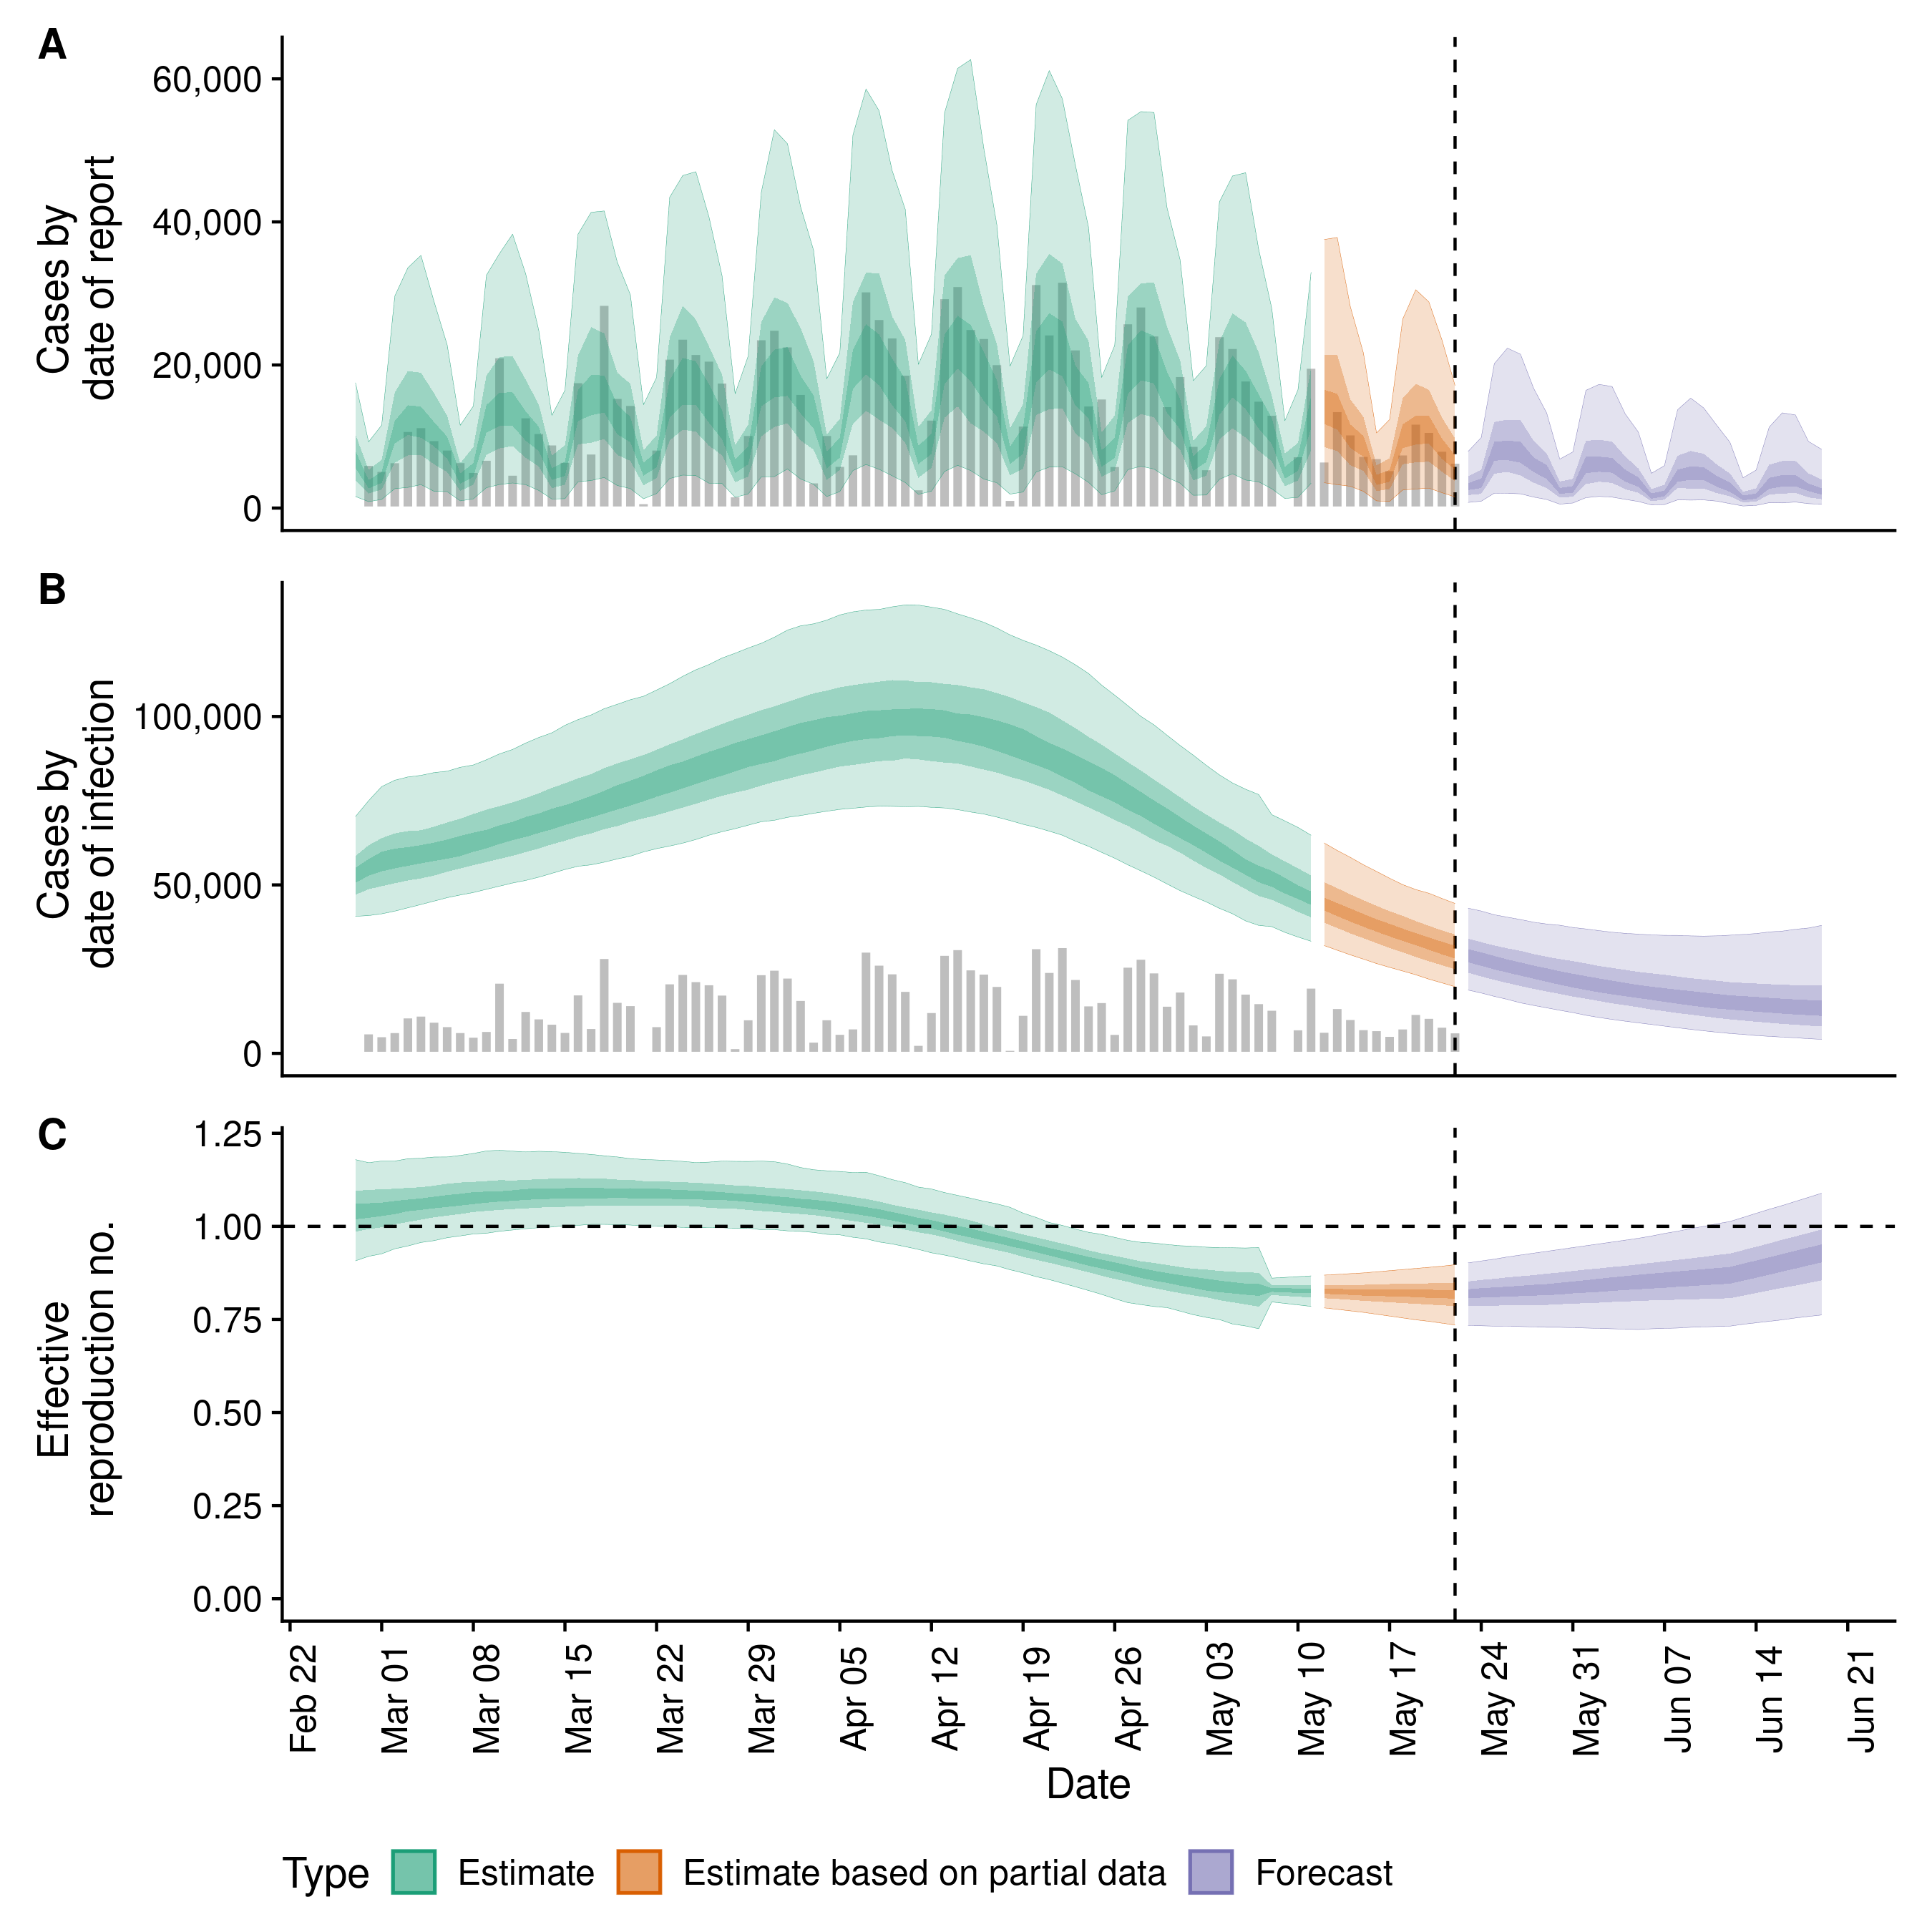 A
Cases by
date of report
60,000
40,000
20,000
0
B
Cases by
date of infection
100,000
50,000
0
C
Effective
reproduction no.
1.25
1.00
0.75
0.50
0.25
0.00
Feb 22
Mar 01
Mar 08
Mar 15
Mar 22
Mar 29
Apr 05
Apr 12
Apr 19
Apr 26
May 03
May 10
May 17
May 24
May 31
Jun 07
Jun 14
Jun 21
Date
Type Estimate Estimate based on partial data Forecast